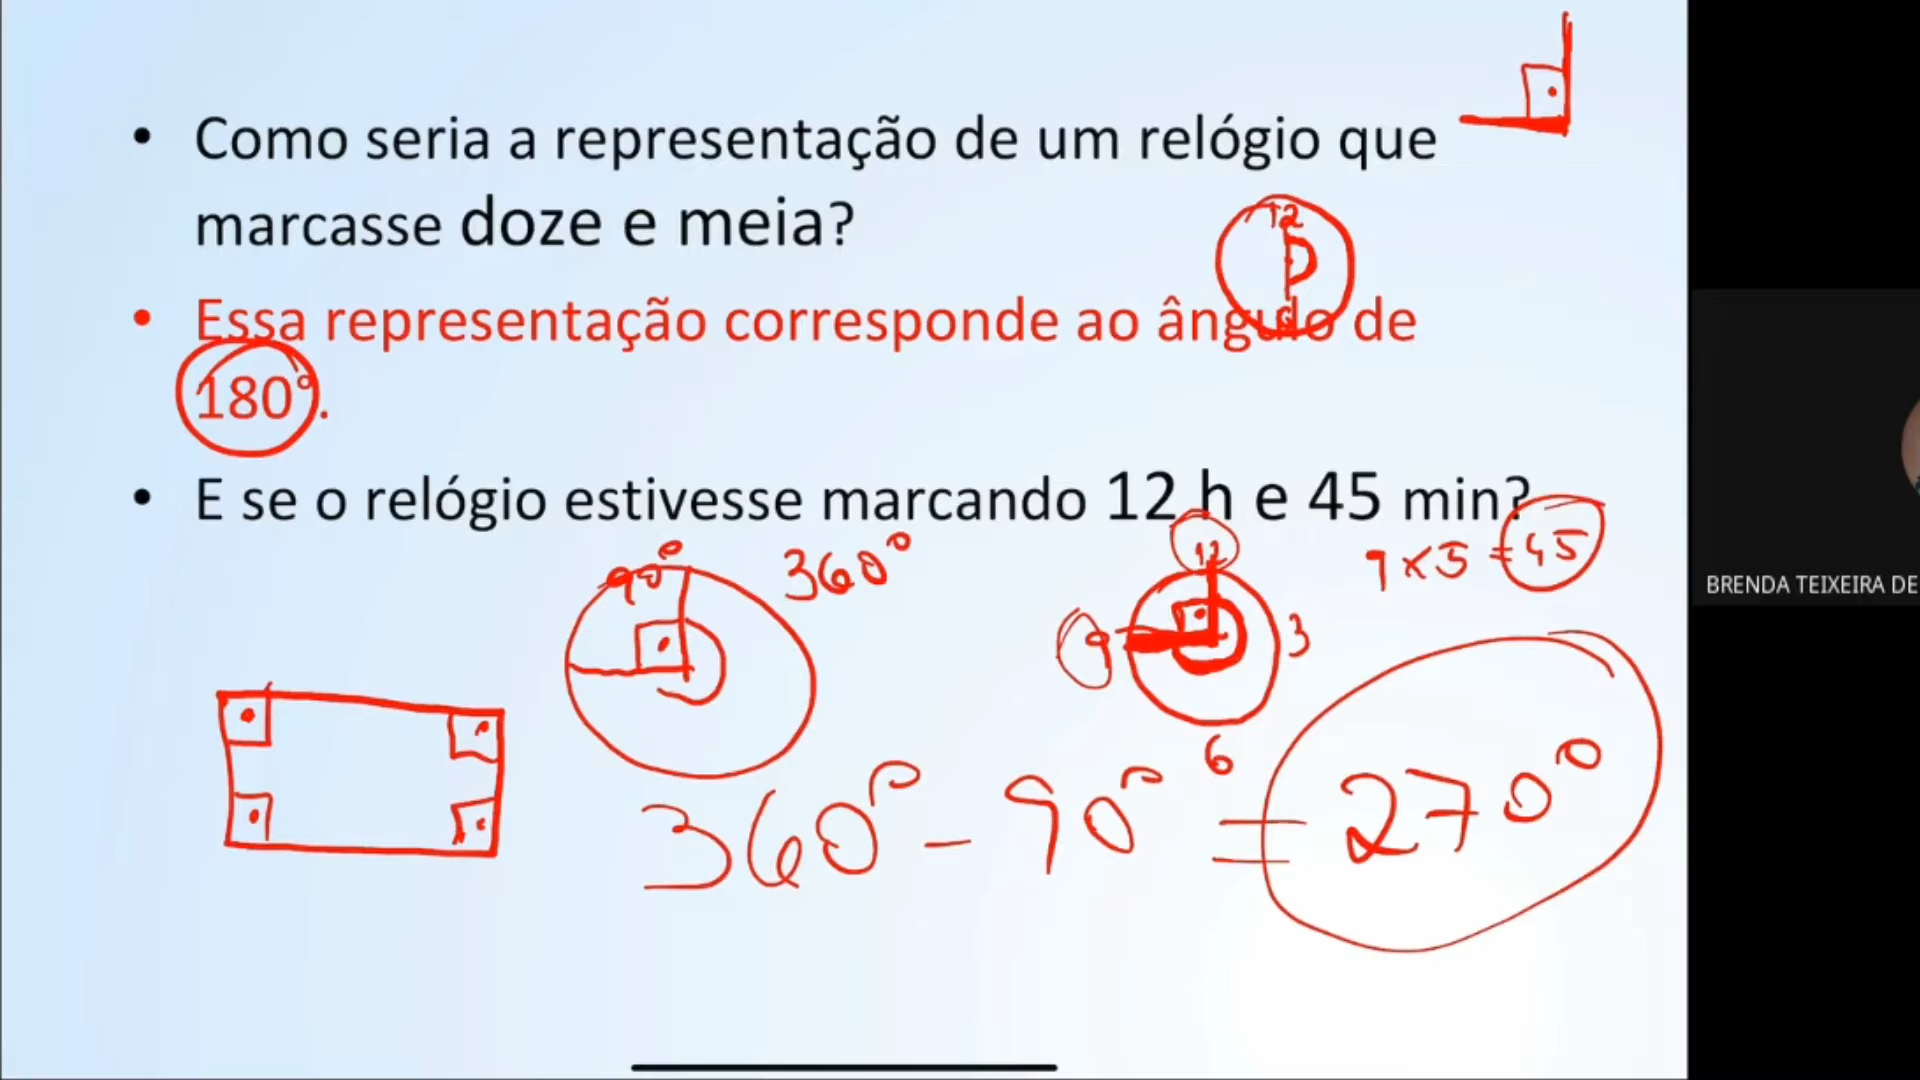 • Como seria a representação de um relógio que
marcasse doze e meia?
12
6
• Essa representação corresponde ao ângulo de
180°.
• E se o relógio estivesse marcando 12 h e 45 min?
90°
360°
12
9
3
6
9 x 5 = 45
360° - 90° = 270°
BRENDA TEIXEIRA DE